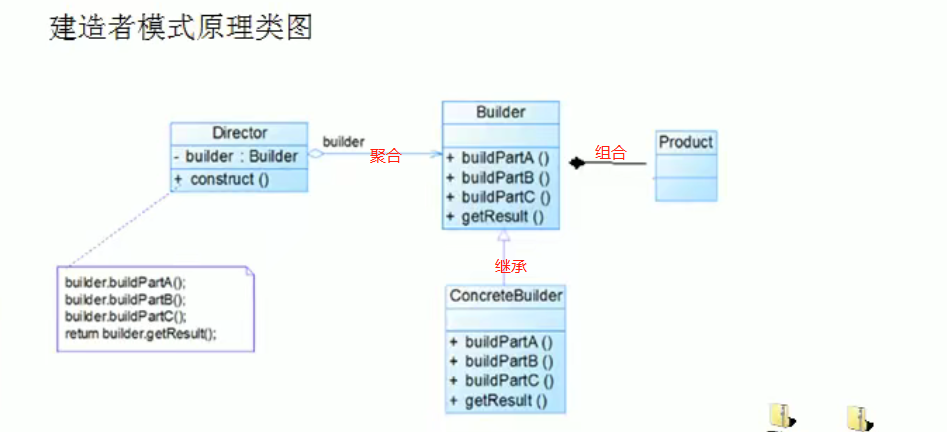 建造者模式原理类图
Director
- builder : Builder
+ construct ()
builder
聚合
Builder
+ buildPartA ()
+ buildPartB ()
+ buildPartC ()
+ getResult ()
组合
Product
builder.buildPartA();
builder.buildPartB();
builder.buildPartC();
return builder.getResult();
继承
ConcreteBuilder
+ buildPartA ()
+ buildPartB ()
+ buildPartC ()
+ getResult ()